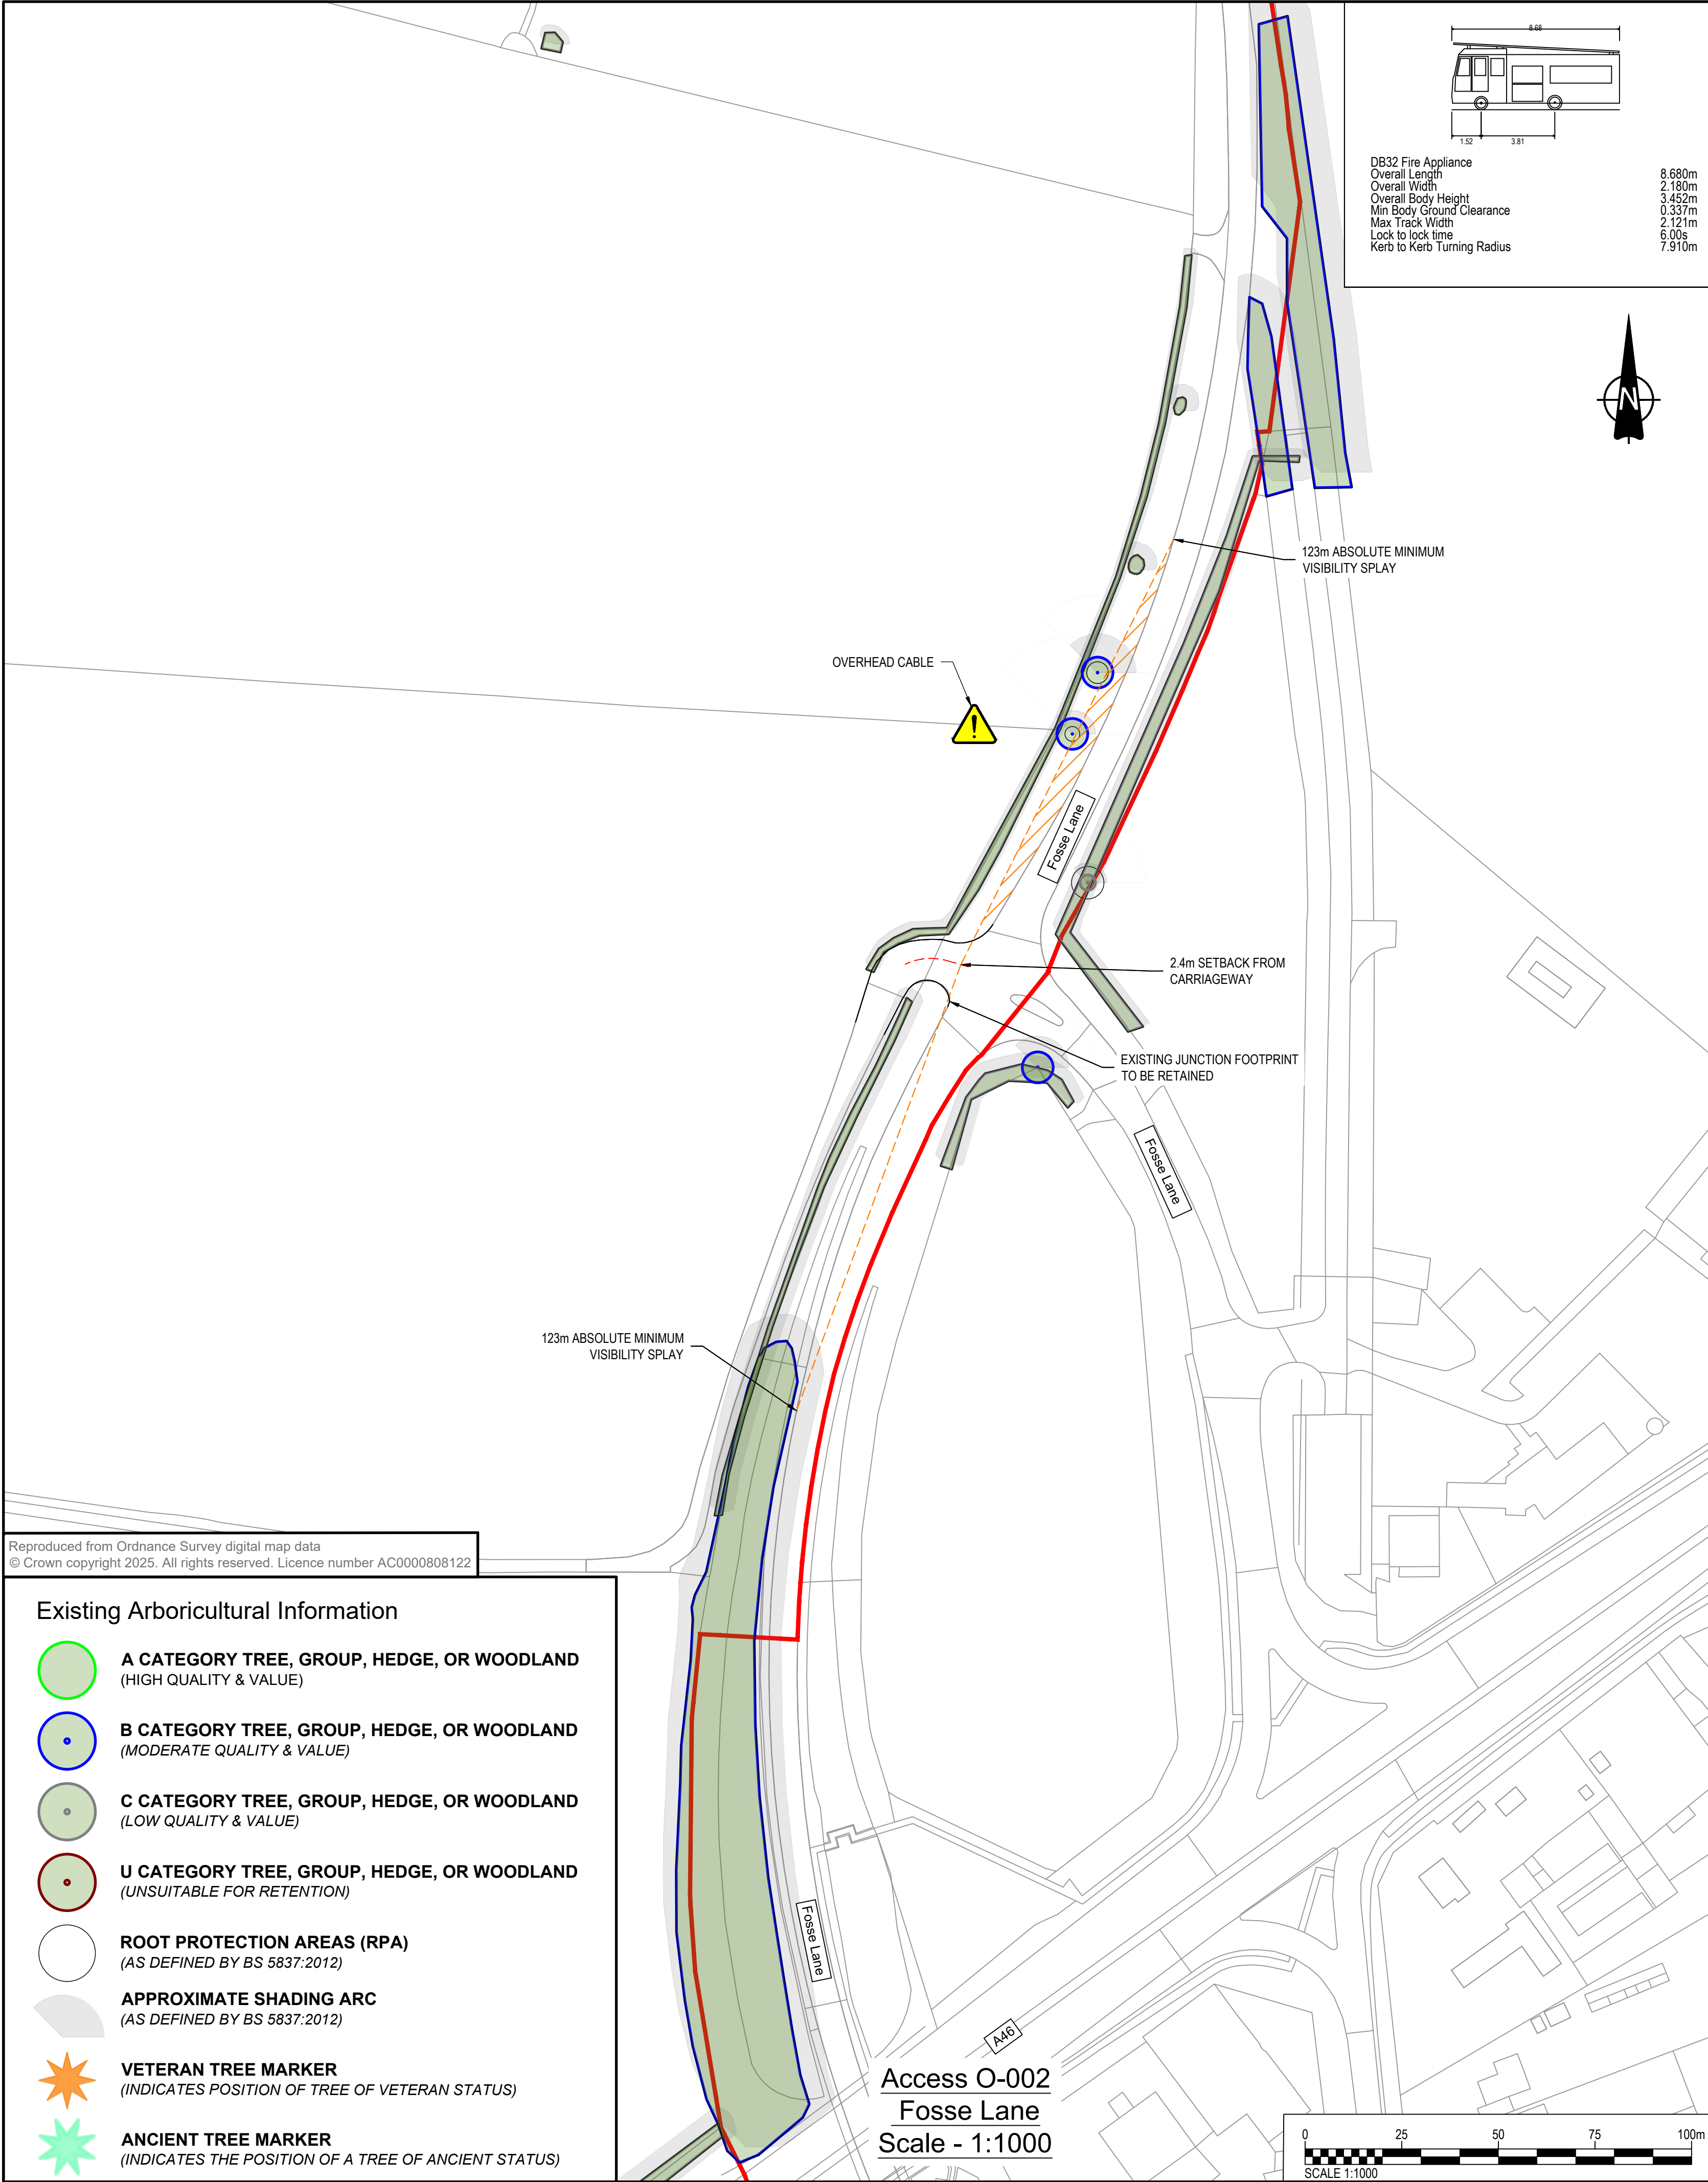 8.68
1.52
3.81
DB32 Fire Appliance
Overall Length 8.680m
Overall Width 2.180m
Overall Body Height 3.452m
Min Body Ground Clearance 0.337m
Max Track Width 2.121m
Lock to lock time 6.00s
Kerb to Kerb Turning Radius 7.910m
N
123m ABSOLUTE MINIMUM
VISIBILITY SPLAY
OVERHEAD CABLE
!
Fosse Lane
2.4m SETBACK FROM
CARRIAGEWAY
EXISTING JUNCTION FOOTPRINT
TO BE RETAINED
Fosse Lane
123m ABSOLUTE MINIMUM
VISIBILITY SPLAY
Reproduced from Ordnance Survey digital map data
© Crown copyright 2025. All rights reserved. Licence number AC0000808122
Existing Arboricultural Information
A CATEGORY TREE, GROUP, HEDGE, OR WOODLAND
(HIGH QUALITY & VALUE)
B CATEGORY TREE, GROUP, HEDGE, OR WOODLAND
(MODERATE QUALITY & VALUE)
C CATEGORY TREE, GROUP, HEDGE, OR WOODLAND
(LOW QUALITY & VALUE)
U CATEGORY TREE, GROUP, HEDGE, OR WOODLAND
(UNSUITABLE FOR RETENTION)
ROOT PROTECTION AREAS (RPA)
(AS DEFINED BY BS 5837:2012)
APPROXIMATE SHADING ARC
(AS DEFINED BY BS 5837:2012)
VETERAN TREE MARKER
(INDICATES POSITION OF TREE OF VETERAN STATUS)
ANCIENT TREE MARKER
(INDICATES THE POSITION OF A TREE OF ANCIENT STATUS)
Fosse Lane
A46
Access O-002
Fosse Lane
Scale - 1:1000
0 25 50 75 100m
SCALE 1:1000